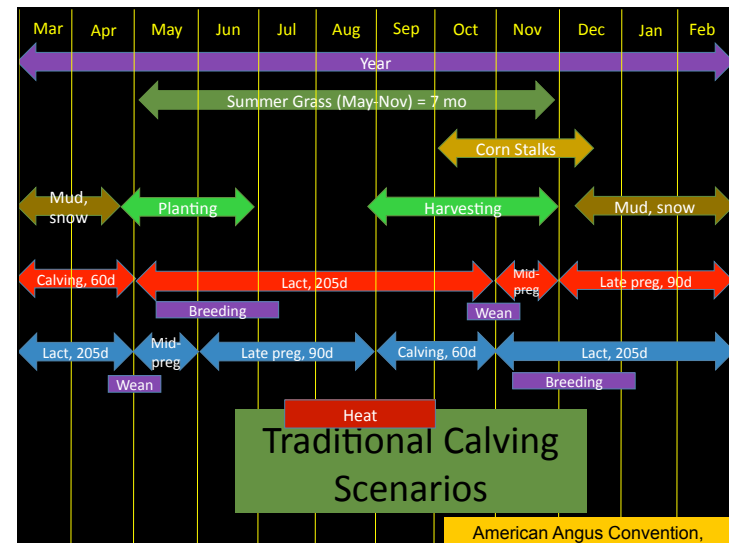 Mar Apr May Jun Jul Aug Sep Oct Nov Dec Jan Feb
Year
Summer Grass (May-Nov) = 7 mo
Corn Stalks
Mud,
snow
Planting
Harvesting
Mud, snow
Calving, 60d
Lact, 205d
Mid-
preg
Late preg, 90d
Breeding
Wean
Lact, 205d
Mid-
preg
Late preg, 90d
Calving, 60d
Lact, 205d
Wean
Breeding
Heat
Traditional Calving
Scenarios
American Angus Convention,